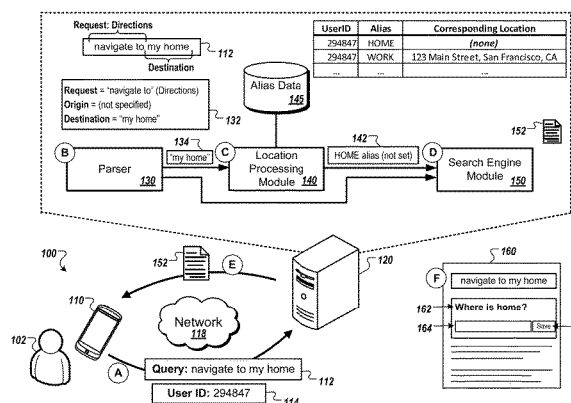 Request: Directions
navigate to my home
112
Destination
Request = "navigate to" (Directions)
Origin = (not specified)
Destination = "my home"
132
UserID Alias Corresponding Location
294847 HOME (none)
294847 WORK 123 Main Street, San Francisco, CA
... ... ...
Alias Data
145
152
B
134
"my home"
C
142
HOME alias (not set)
D
Parser
130
Location
Processing
Module
140
Search Engine
Module
150
100
152
E
120
110
102
Network
118
A
Query: navigate to my home
112
User ID: 294847
114
160
F
navigate to my home
162
Where is home?
164
Save